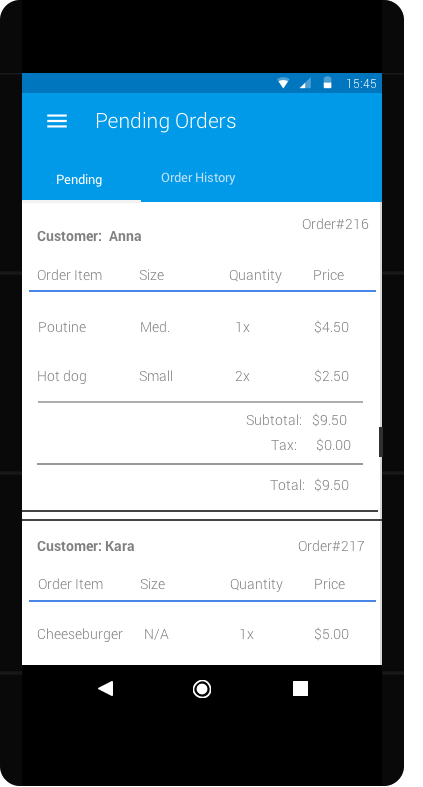 15:45
Pending Orders
Pending Order History
Order#216
Customer: Anna
Order Item Size Quantity Price
Poutine Med. 1x $4.50
Hot dog Small 2x $2.50
Subtotal: $9.50
Tax: $0.00
Total: $9.50
Customer: Kara Order#217
Order Item Size Quantity Price
Cheeseburger N/A 1x $5.00